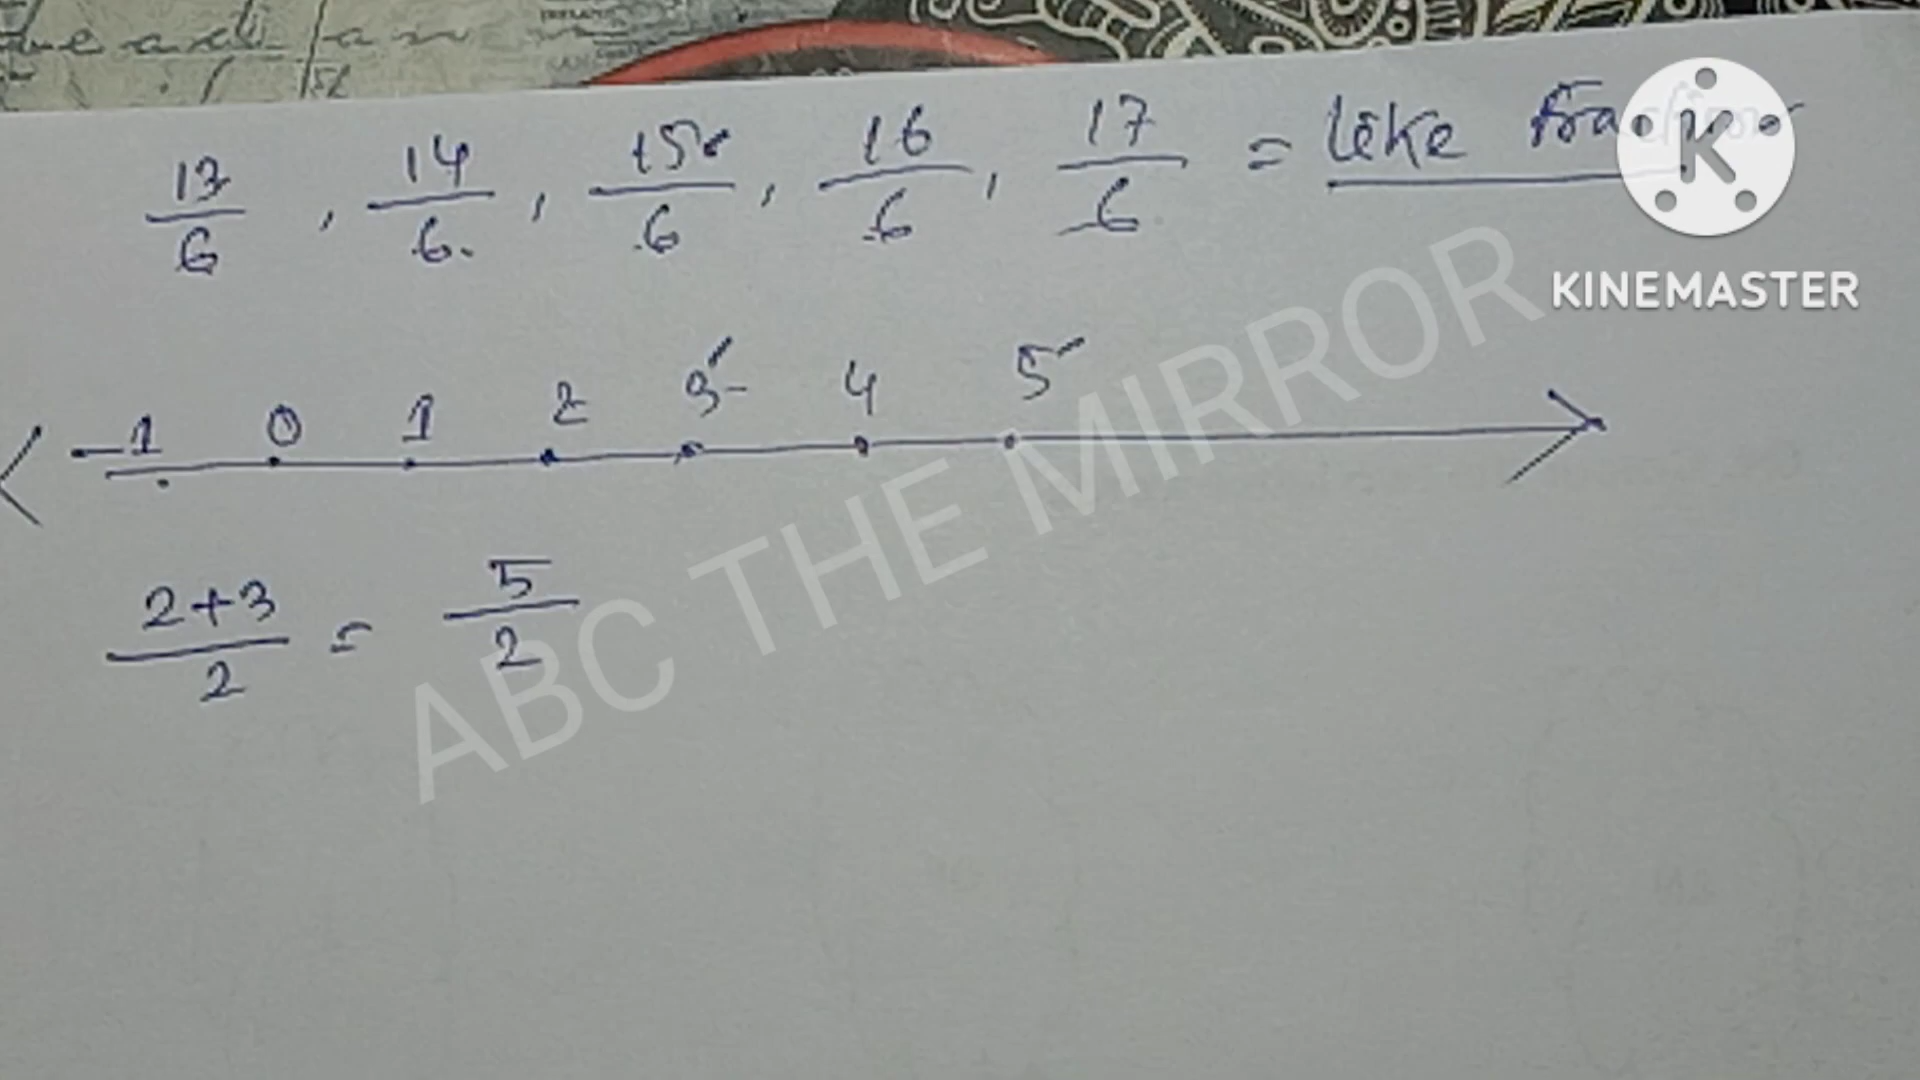 13/6 , 14/6 , 15/6 , 16/6 , 17/6 = like
KINEMASTER
-1 0 1 2 3 4 5
2+3/2 = 5/2
ABC THE MIRROR